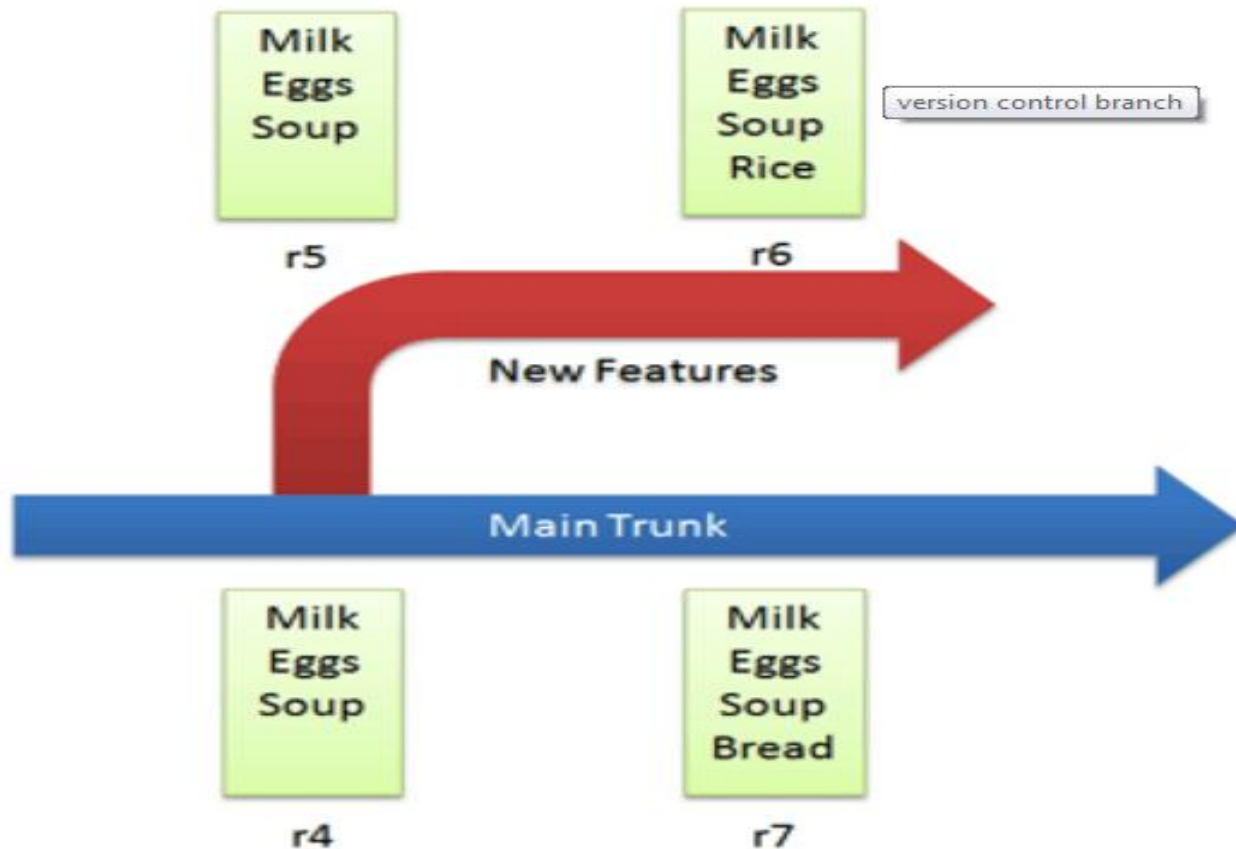 Milk
Eggs
Soup
r5
Milk
Eggs
Soup
Rice
r6
version control branch
New Features
Main Trunk
Milk
Eggs
Soup
r4
Milk
Eggs
Soup
Bread
r7